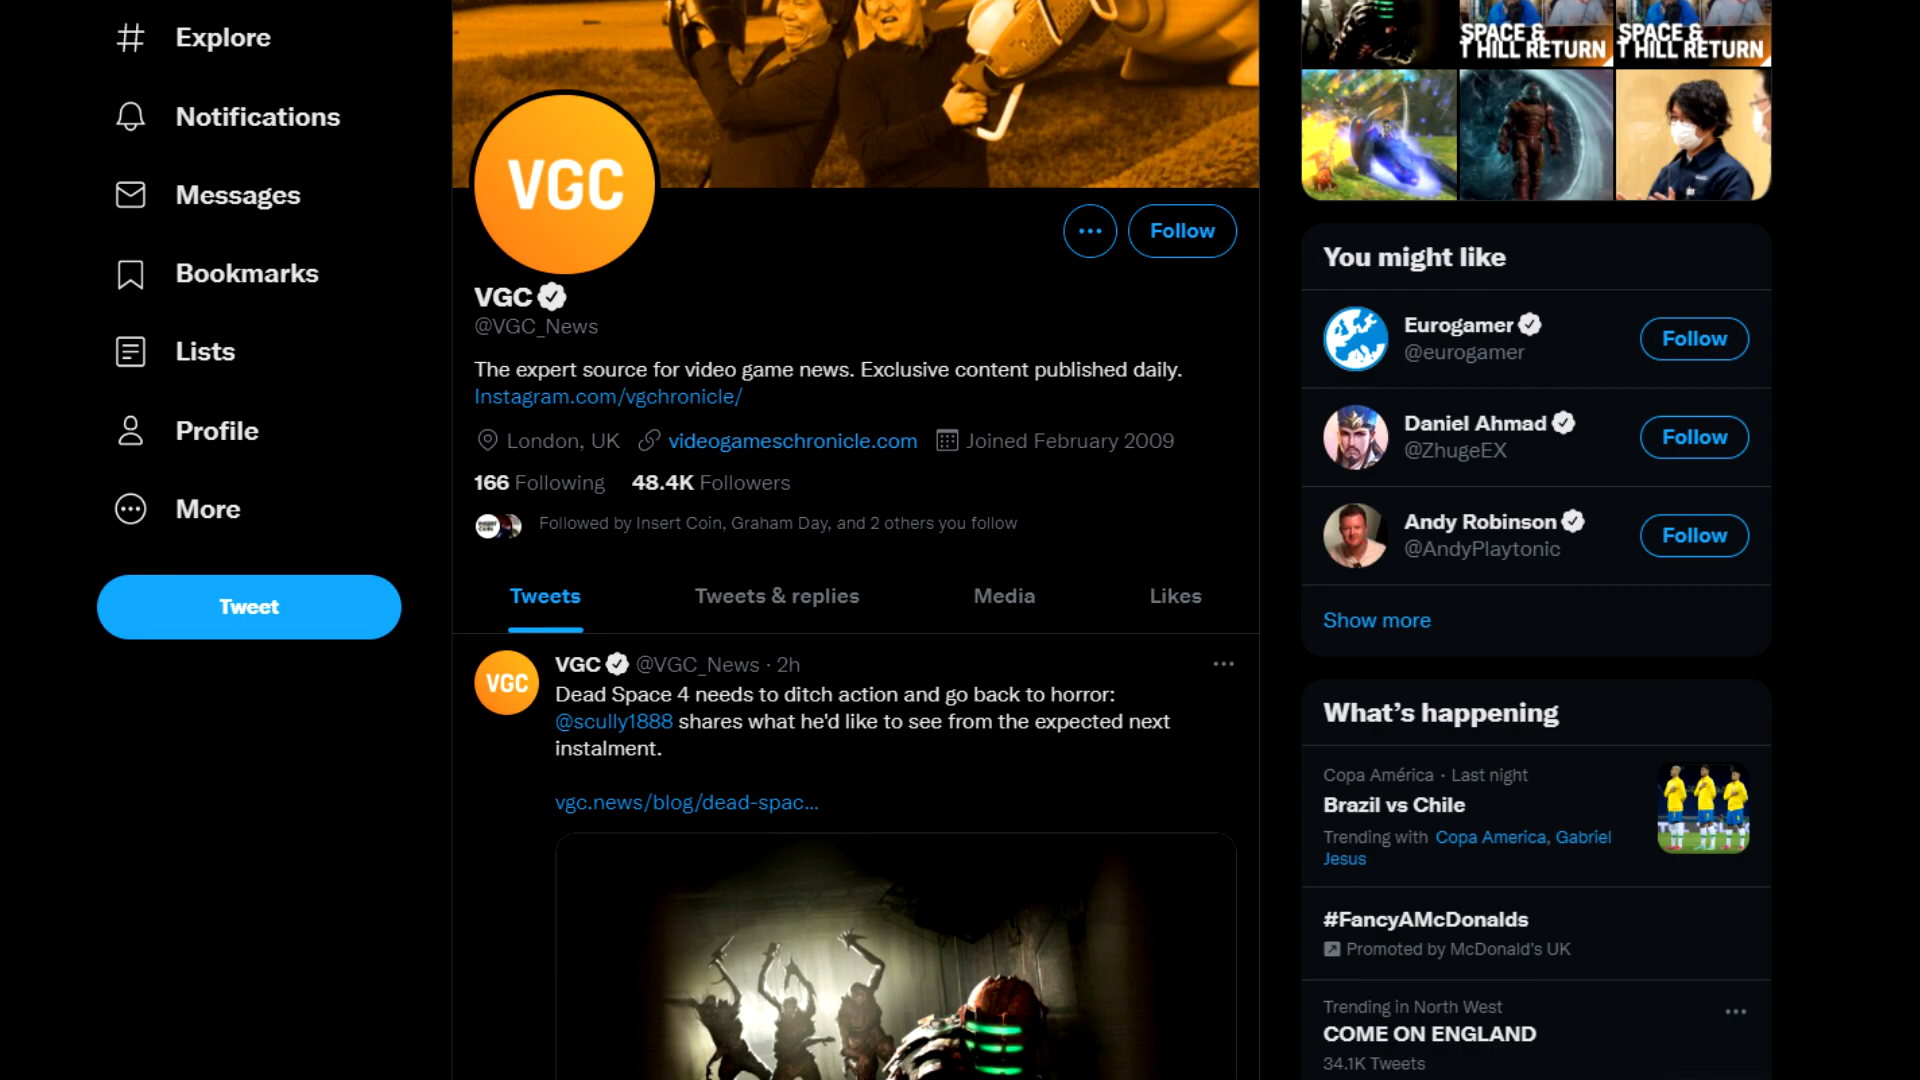 Explore
Notifications
Messages
Bookmarks
Lists
Profile
More
Tweet
VGC
Follow
VGC
@VGC_News
The expert source for video game news. Exclusive content published daily.
Instagram.com/vgchronicle/
London, UK videogameschronicle.com Joined February 2009
166 Following 48.4K Followers
Followed by Insert Coin, Graham Day, and 2 others you follow
Tweets Tweets & replies Media Likes
VGC
VGC @VGC_News · 2h
Dead Space 4 needs to ditch action and go back to horror:
@scully1888 shares what he'd like to see from the expected next
instalment.
vgc.news/blog/dead-spac...
SPACE &
T HILL RETURN
SPACE &
T HILL RETURN
You might like
Eurogamer
@eurogamer
Follow
Daniel Ahmad
@ZhugeEX
Follow
Andy Robinson
@AndyPlaytonic
Follow
Show more
What's happening
Copa América · Last night
Brazil vs Chile
Trending with Copa America, Gabriel
Jesus
#FancyAMcDonalds
Promoted by McDonald's UK
Trending in North West
COME ON ENGLAND
34.1K Tweets